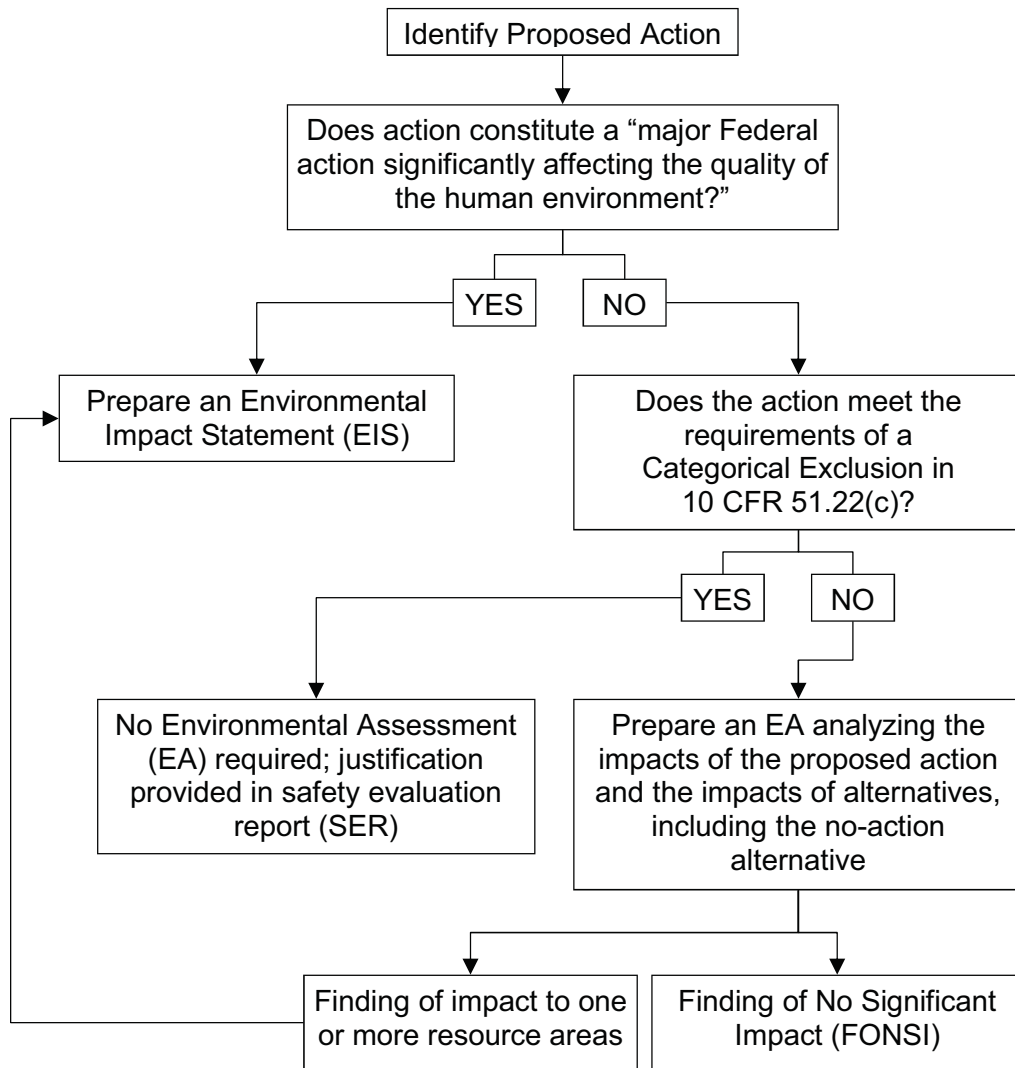 Identify Proposed Action
Does action constitute a “major Federal
action significantly affecting the quality of
the human environment?”
YES
NO
Prepare an Environmental
Impact Statement (EIS)
Does the action meet the
requirements of a
Categorical Exclusion in
10 CFR 51.22(c)?
YES
NO
No Environmental Assessment
(EA) required; justification
provided in safety evaluation
report (SER)
Prepare an EA analyzing the
impacts of the proposed action
and the impacts of alternatives,
including the no-action
alternative
Finding of impact to one
or more resource areas
Finding of No Significant
Impact (FONSI)